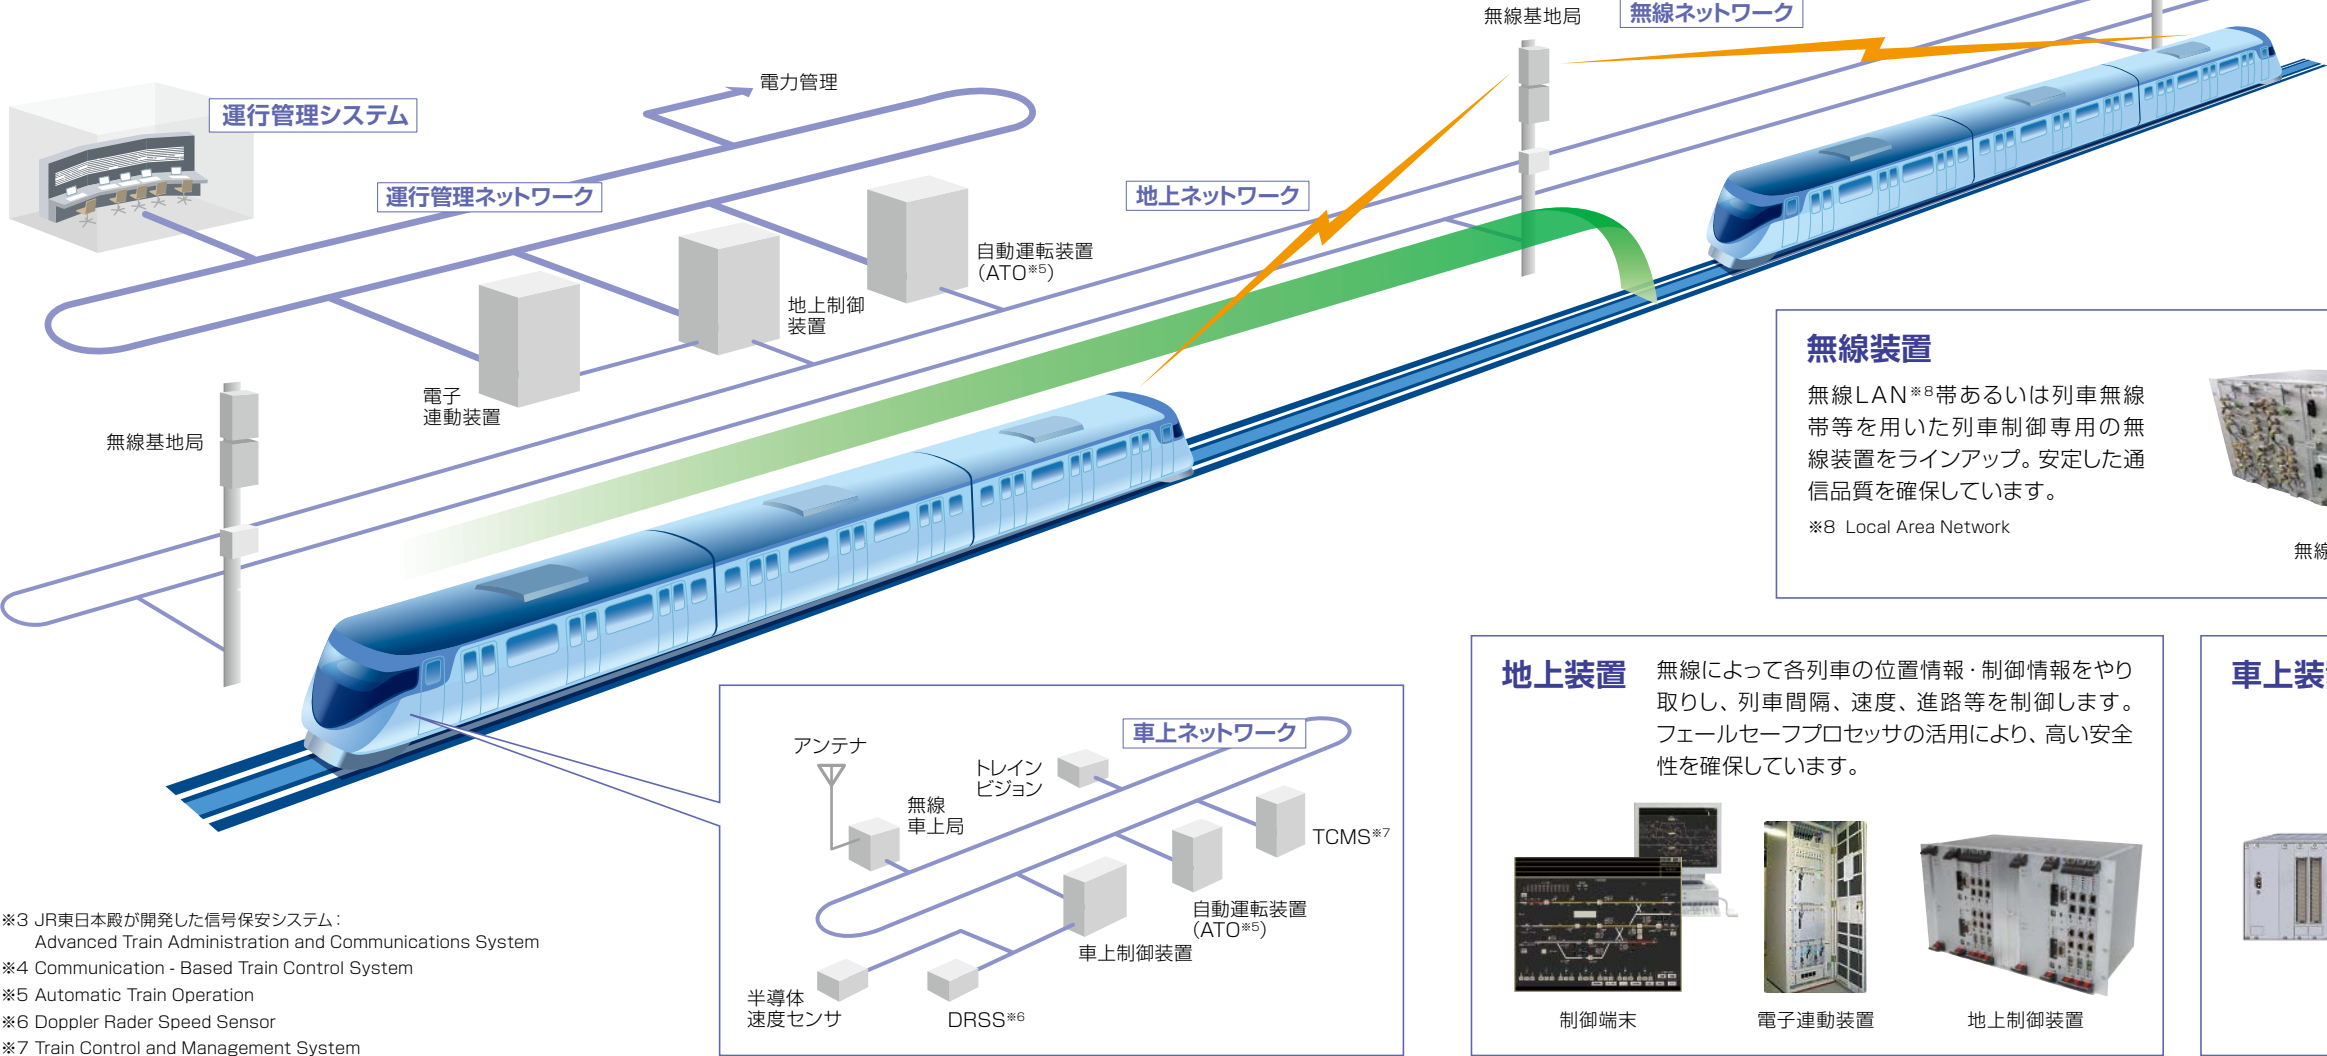 無線基地局
無線ネットワーク
電力管理
運行管理システム
運行管理ネットワーク
地上ネットワーク
自動運転装置
(ATO※5)
地上制御
装置
電子
連動装置
無線基地局
無線装置
無線LAN※8帯あるいは列車無線
帯等を用いた列車制御専用の無
線装置をラインアップ。安定した通
信品質を確保しています。
※8 Local Area Network
無線
地上装置
無線によって各列車の位置情報・制御情報をやり
取りし、列車間隔、速度、進路等を制御します。
フェールセーフプロセッサの活用により、高い安全
性を確保しています。
制御端末
電子連動装置
地上制御装置
車上装
車上ネットワーク
アンテナ
トレイン
ビジョン
無線
車上局
TCMS※7
自動運転装置
(ATO※5)
車上制御装置
半導体
速度センサ
DRSS※6
※3 JR東日本殿が開発した信号保安システム:
Advanced Train Administration and Communications System
※4 Communication - Based Train Control System
※5 Automatic Train Operation
※6 Doppler Rader Speed Sensor
※7 Train Control and Management System